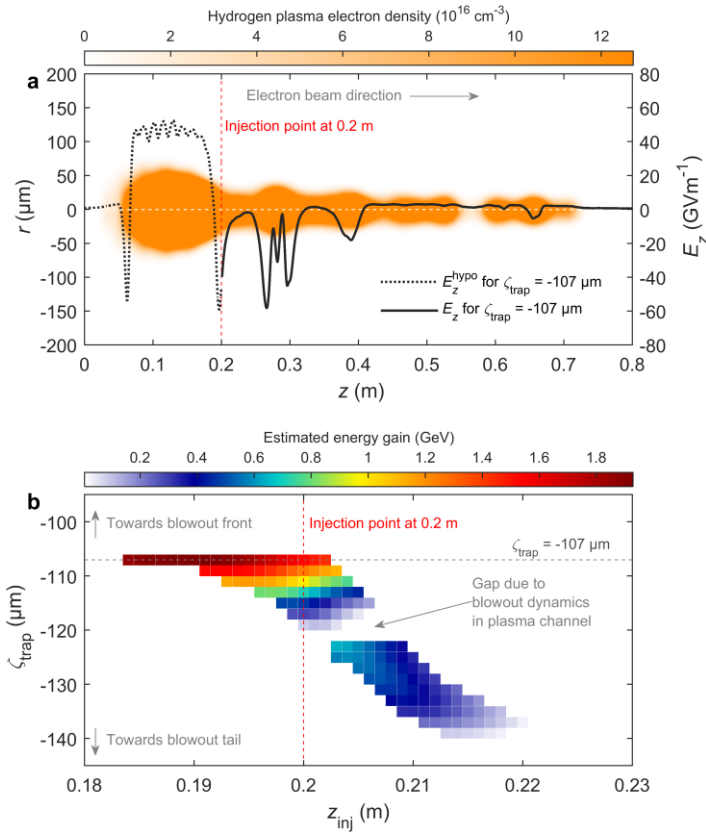 Hydrogen plasma electron density (10^16 cm^-3)
0 2 4 6 8 10 12
a
200 150 100 50 0 -50 -100 -150 -200
r (μm)
Electron beam direction
Injection point at 0.2 m
E_z^hypo for ζ_trap = -107 μm
E_z for ζ_trap = -107 μm
80 60 40 20 0 -20 -40 -60 -80
E_z (GVm^-1)
0 0.1 0.2 0.3 0.4 0.5 0.6 0.7 0.8
z (m)
Estimated energy gain (GeV)
0.2 0.4 0.6 0.8 1 1.2 1.4 1.6 1.8
b
-100 -110 -120 -130 -140
ζ_trap (μm)
Towards blowout front
Injection point at 0.2 m
ζ_trap = -107 μm
Gap due to
blowout dynamics
in plasma channel
Towards blowout tail
0.18 0.19 0.2 0.21 0.22 0.23
z_inj (m)